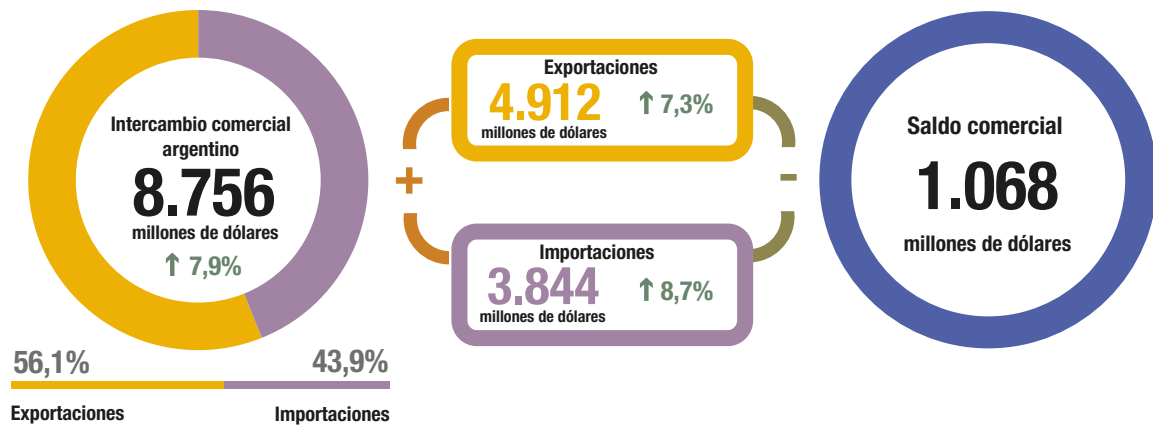 Intercambio comercial
argentino
8.756
millones de dólares
↑ 7,9%
56,1%
43,9%
Exportaciones
Importaciones
+
Exportaciones
4.912
↑ 7,3%
millones de dólares
Importaciones
3.844
↑ 8,7%
millones de dólares
-
Saldo comercial
1.068
millones de dólares